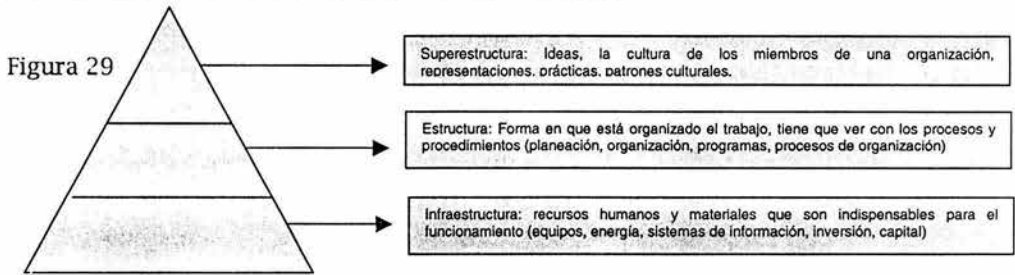 Figura 29
Superestructura: Ideas, la cultura de los miembros de una organización,
representaciones, prácticas, patrones culturales.
Estructura: Forma en que está organizado el trabajo, tiene que ver con los procesos y
procedimientos (planeación, organización, programas, procesos de organización)
Infraestructura: recursos humanos y materiales que son indispensables para el
funcionamiento (equipos, energía, sistemas de información, inversión, capital)